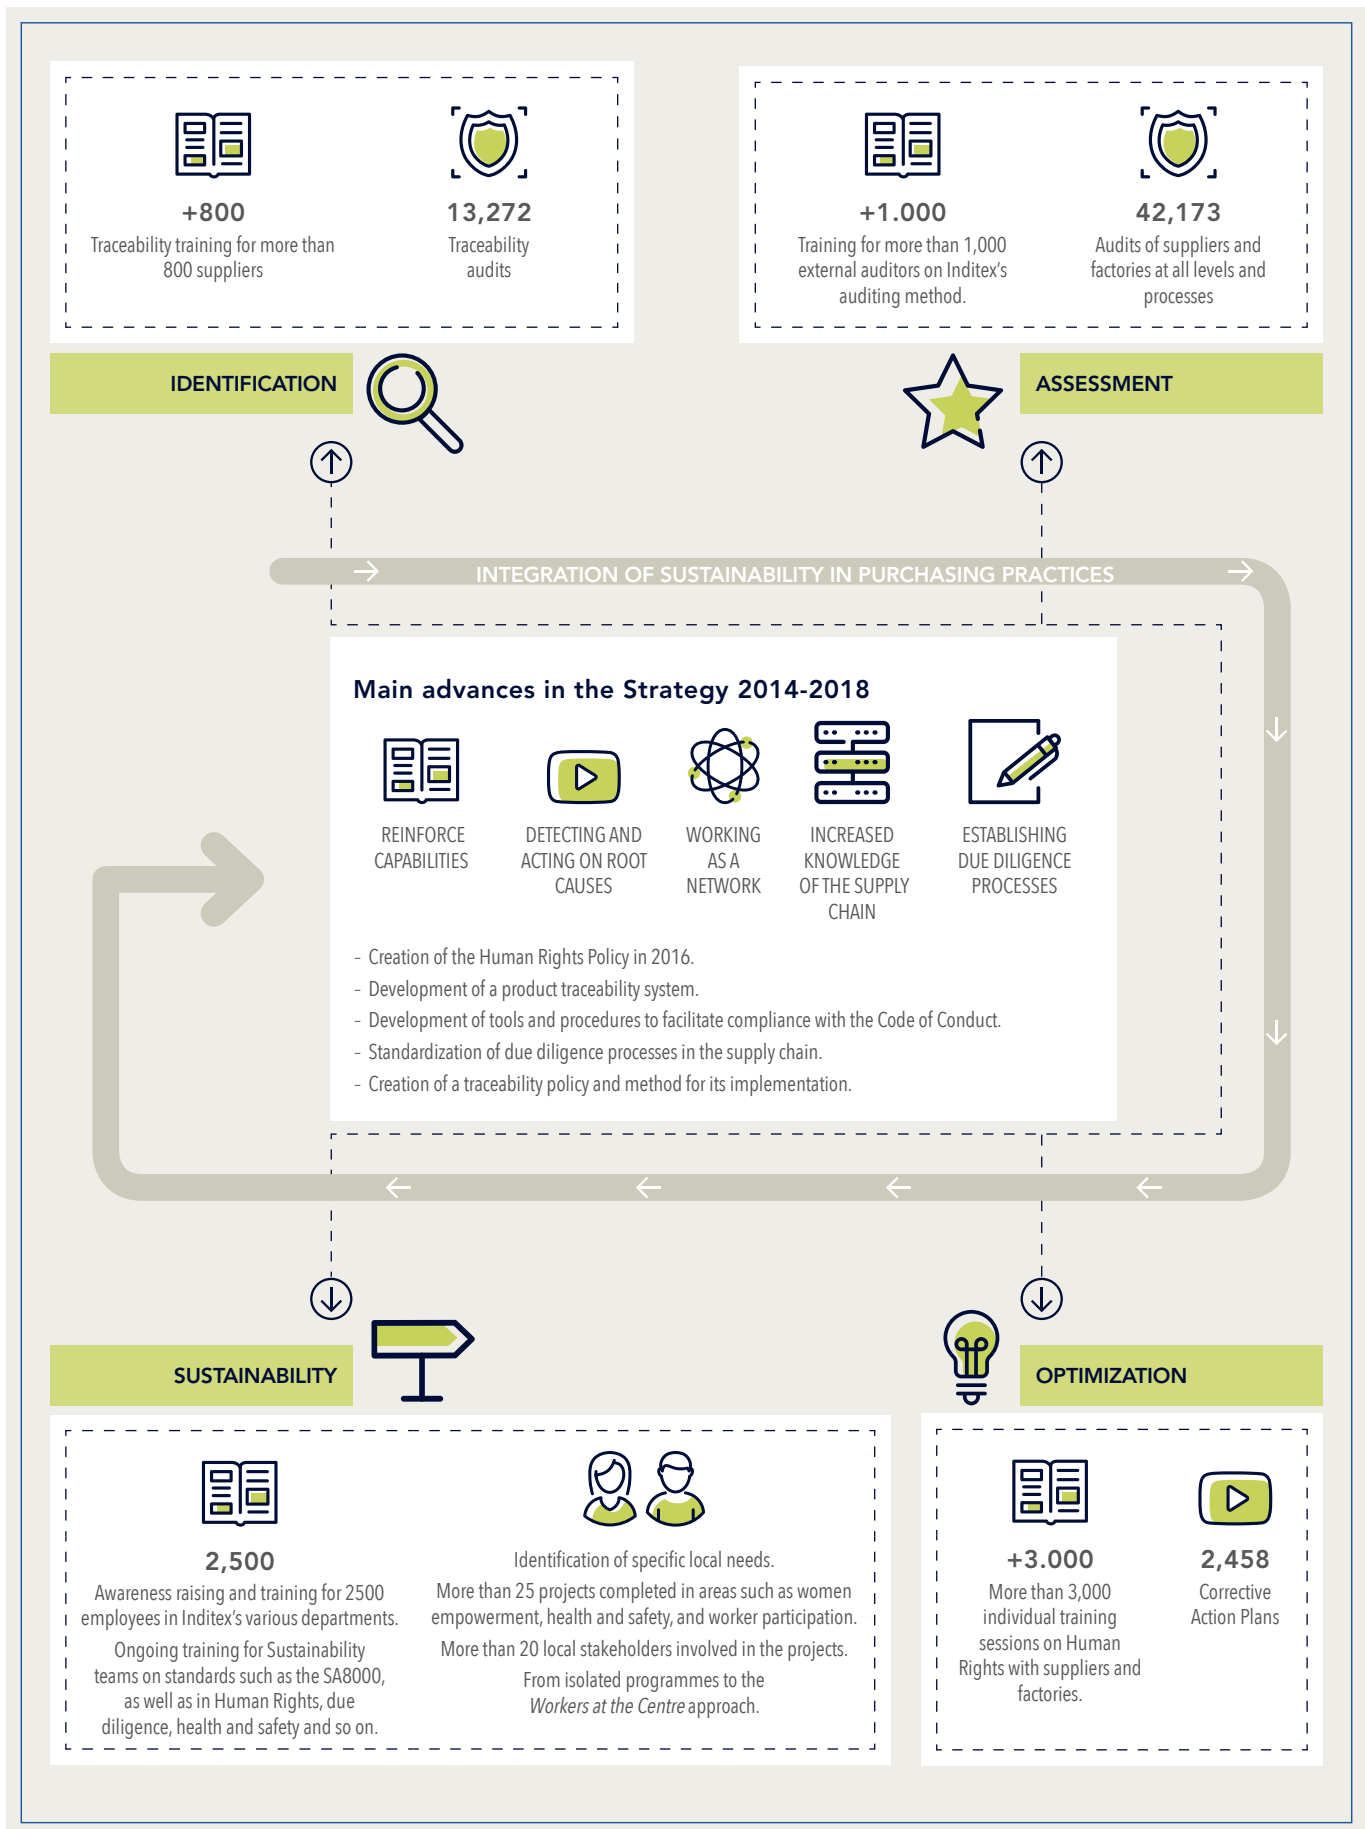 +800
Traceability training for more than
800 suppliers
13,272
Traceability
audits
+1.000
Training for more than 1,000
external auditors on Inditex's
auditing method.
42,173
Audits of suppliers and
factories at all levels and
processes
IDENTIFICATION
ASSESSMENT
INTEGRATION OF SUSTAINABILITY IN PURCHASING PRACTICES
Main advances in the Strategy 2014-2018
REINFORCE
CAPABILITIES
DETECTING AND
ACTING ON ROOT
CAUSES
WORKING
AS A
NETWORK
INCREASED
KNOWLEDGE
OF THE SUPPLY
CHAIN
ESTABLISHING
DUE DILIGENCE
PROCESSES
– Creation of the Human Rights Policy in 2016.
– Development of a product traceability system.
– Development of tools and procedures to facilitate compliance with the Code of Conduct.
– Standardization of due diligence processes in the supply chain.
– Creation of a traceability policy and method for its implementation.
SUSTAINABILITY
OPTIMIZATION
2,500
Awareness raising and training for 2500
employees in Inditex's various departments.
Ongoing training for Sustainability
teams on standards such as the SA8000,
as well as in Human Rights, due
diligence, health and safety and so on.
Identification of specific local needs.
More than 25 projects completed in areas such as women
empowerment, health and safety, and worker participation.
More than 20 local stakeholders involved in the projects.
From isolated programmes to the
Workers at the Centre approach.
+3.000
More than 3,000
individual training
sessions on Human
Rights with suppliers and
factories.
2,458
Corrective
Action Plans